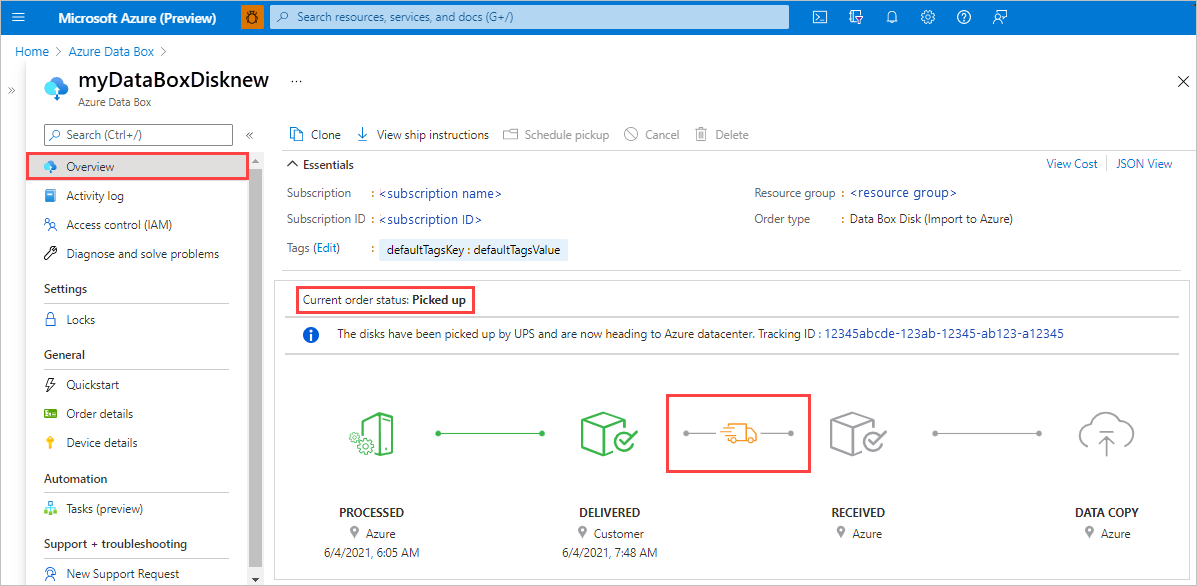 Microsoft Azure (Preview)
Search resources, services, and docs (G+/)
Home > Azure Data Box >
myDataBoxDisknew ...
Azure Data Box
Search (Ctrl+/)
Overview
Activity log
Access control (IAM)
Diagnose and solve problems
Settings
Locks
General
Quickstart
Order details
Device details
Automation
Tasks (preview)
Support + troubleshooting
New Support Request
Clone View ship instructions Schedule pickup Cancel Delete
Essentials View Cost JSON View
Subscription : <subscription name> Resource group : <resource group>
Subscription ID : <subscription ID> Order type : Data Box Disk (Import to Azure)
Tags (Edit) : defaultTagsKey : defaultTagsValue
Current order status: Picked up
The disks have been picked up by UPS and are now heading to Azure datacenter. Tracking ID : 12345abcde-123ab-12345-ab123-a12345
PROCESSED DELIVERED RECEIVED DATA COPY
Azure Customer Azure Azure
6/4/2021, 6:05 AM 6/4/2021, 7:48 AM